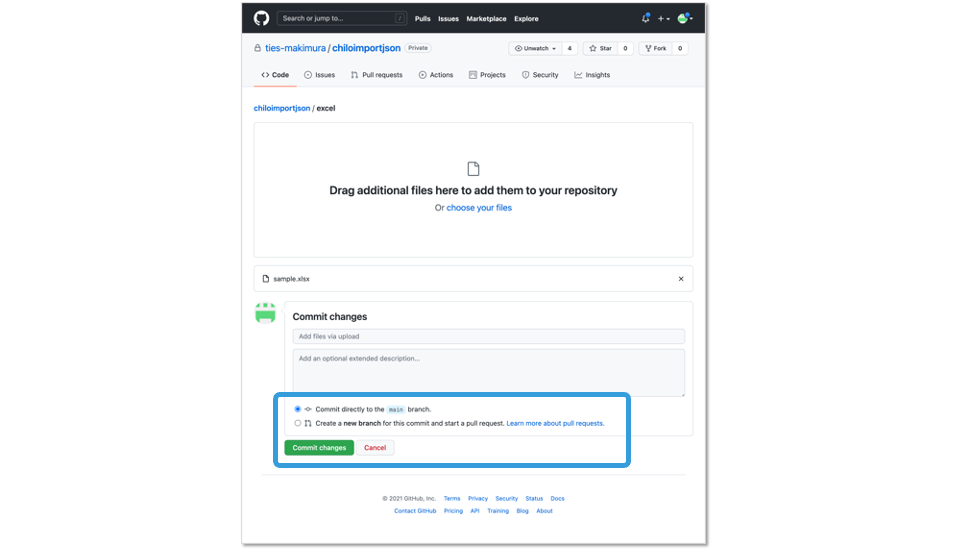 Search or jump to... / Pulls Issues Marketplace Explore
ties-makimura / chiloimportjson Private Unwatch 4 Star 0 Fork 0
Code Issues Pull requests Actions Projects Security Insights
chiloimportjson / excel
Drag additional files here to add them to your repository
Or choose your files
sample.xlsx
Commit changes
Add files via upload
Add an optional extended description...
Commit directly to the main branch.
Create a new branch for this commit and start a pull request. Learn more about pull requests.
Commit changes Cancel
© 2021 GitHub, Inc. Terms Privacy Security Status Docs
Contact GitHub Pricing API Training Blog About